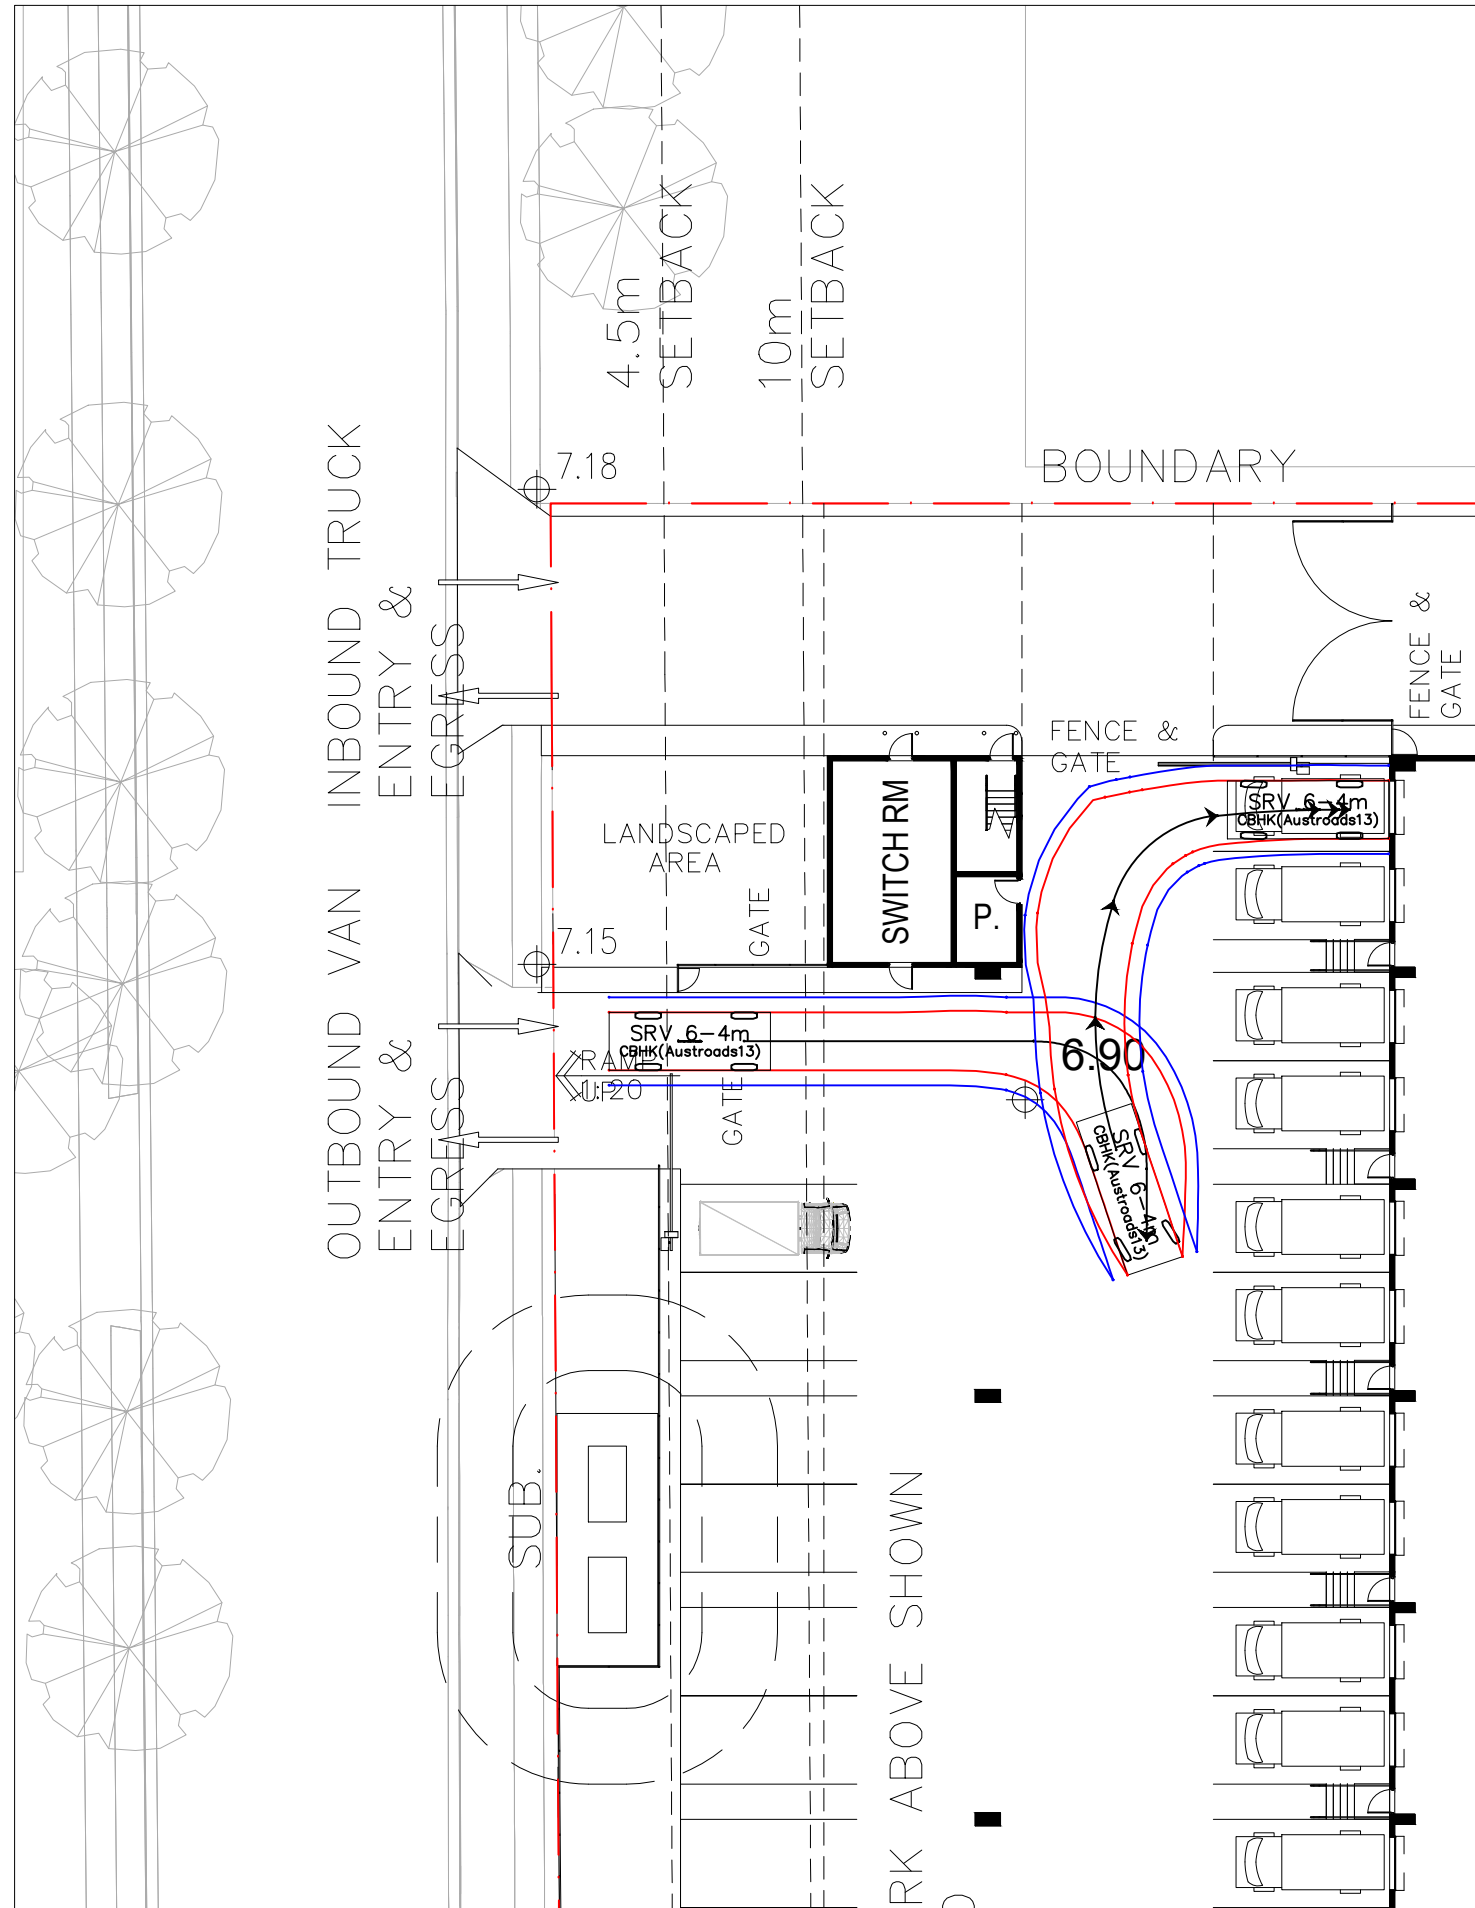 4.5m
SETBACK
10m
SETBACK
7.18
BOUNDARY
INBOUND TRUCK
ENTRY &
EGRESS
FENCE &
GATE
FENCE &
GATE
SRV 6-4m
CBHK(Austroads13)
LANDSCAPED
AREA
SWITCH RM
P.
GATE
7.15
OUTBOUND VAN
ENTRY &
EGRESS
SRV 6-4m
CBHK(Austroads13)
RAMP
UP
1:20
GATE
6.90
SRV 6-4m
CBHK(Austroads13)
SUB.
RK ABOVE SHOWN